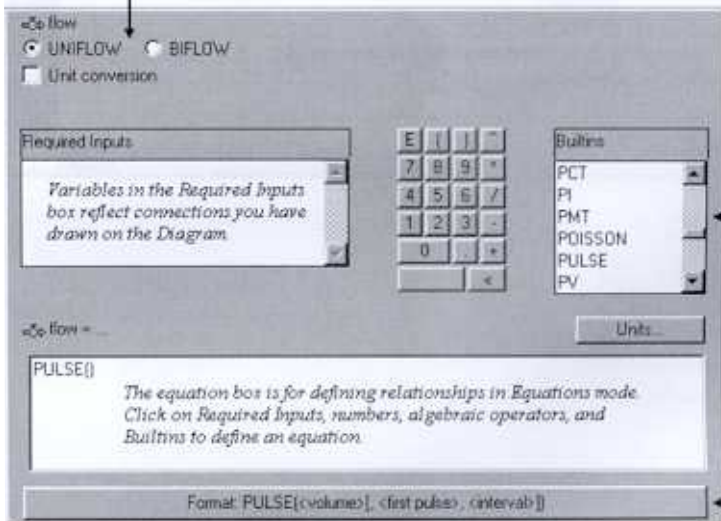 flow
UNIFLOW BIFLOW
Unit conversion
Required Inputs
Variables in the Required Inputs
box reflect connections you have
drawn on the Diagram
E ( ) ^
7 8 9 *
4 5 6 /
1 2 3 -
0 . +
<
Builtins
PCT
PI
PMT
POISSON
PULSE
PV
flow = ...
Units...
PULSE()
The equation box is for defining relationships in Equations mode.
Click on Required Inputs, numbers, algebraic operators, and
Builtins to define an equation.
Format: PULSE(<volume>[, <first pulse>, <interval>])